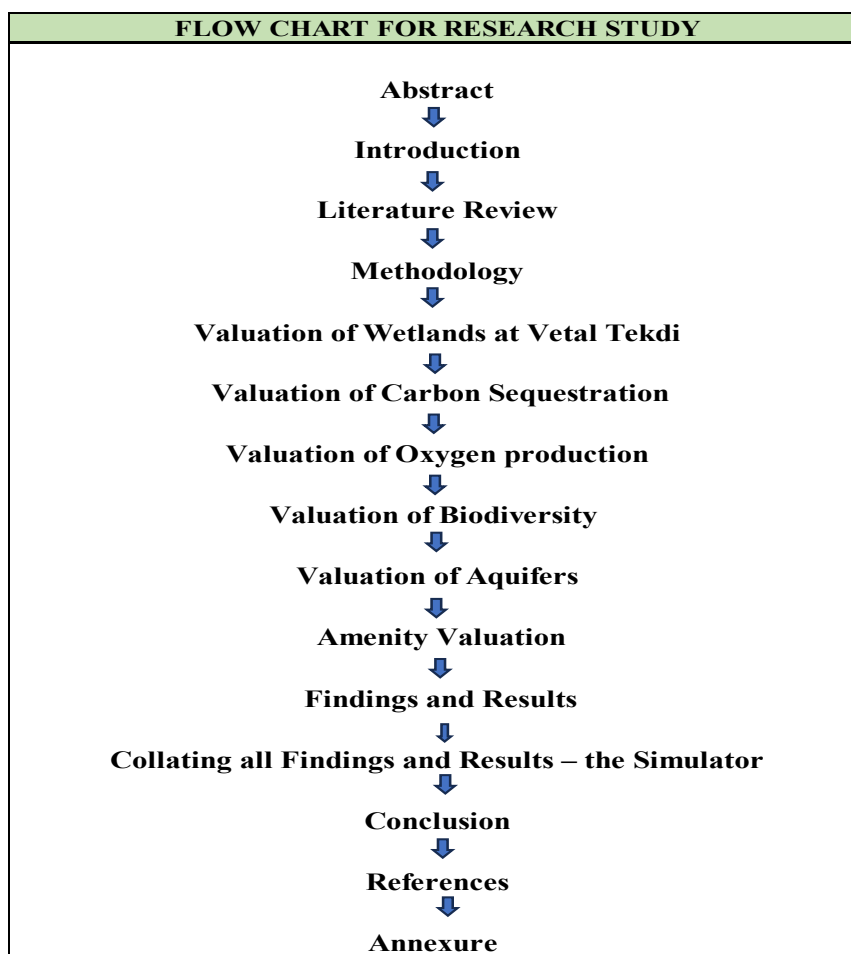 FLOW CHART FOR RESEARCH STUDY
Abstract
Introduction
Literature Review
Methodology
Valuation of Wetlands at Vetal Tekdi
Valuation of Carbon Sequestration
Valuation of Oxygen production
Valuation of Biodiversity
Valuation of Aquifers
Amenity Valuation
Findings and Results
Collating all Findings and Results – the Simulator
Conclusion
References
Annexure